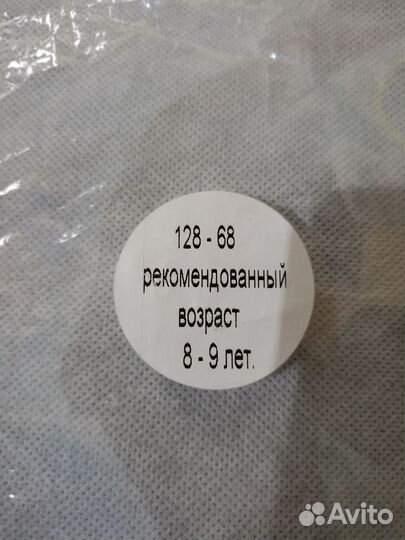 128 - 68
рекомендованный
возраст
8 - 9 лет.
Avito